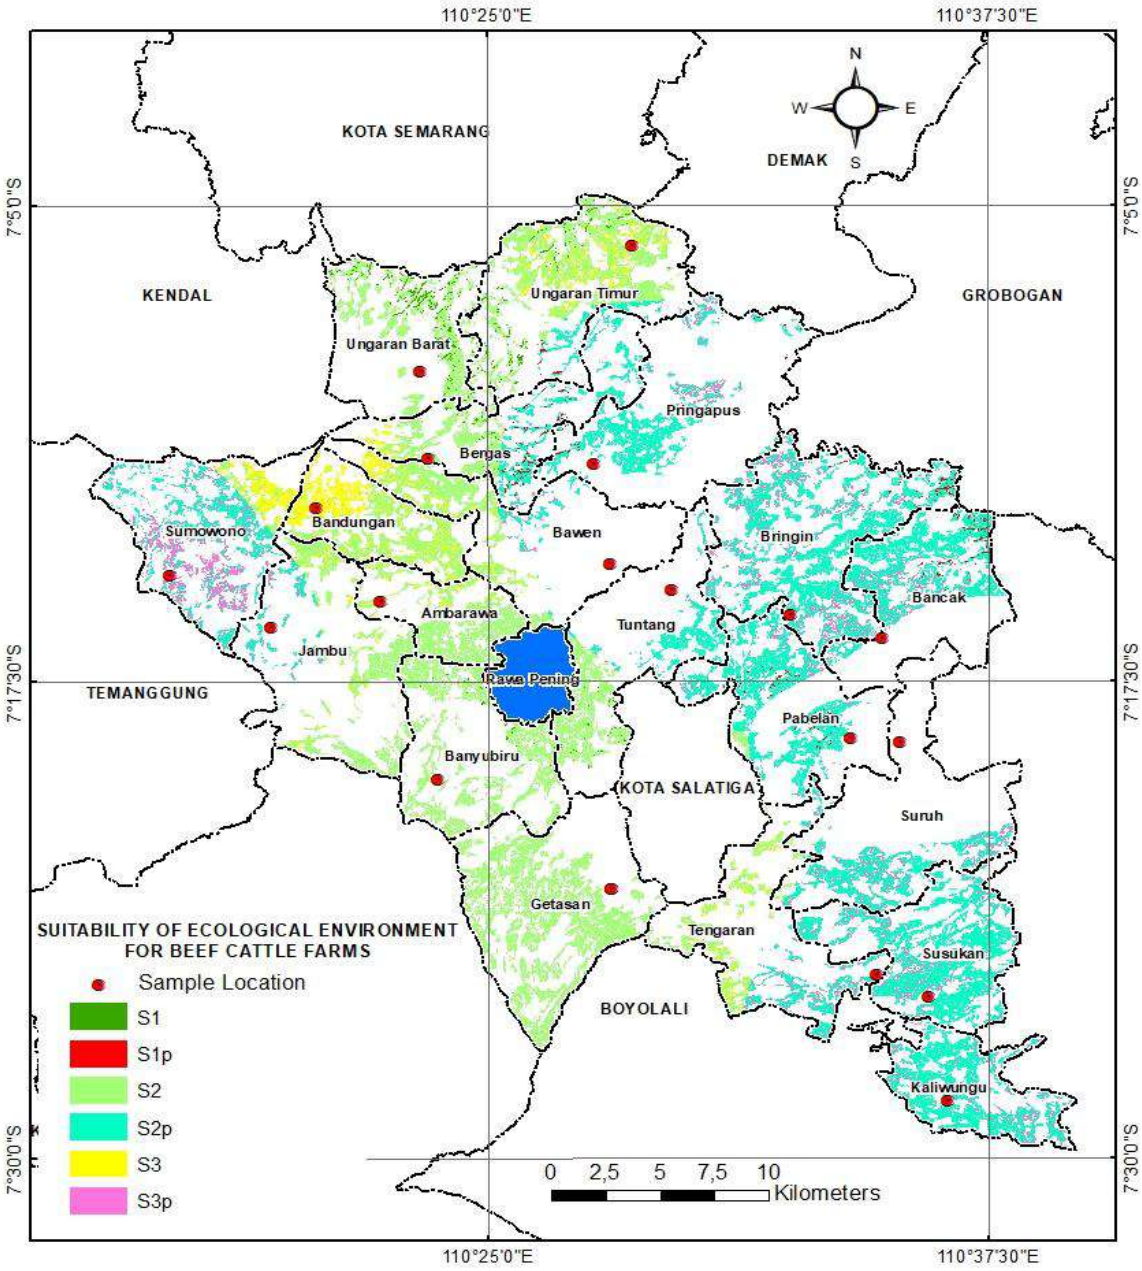 110°25'0"E
110°37'30"E
N
W
E
S
KOTA SEMARANG
DEMAK
7°5'0"S
7°5'0"S
KENDAL
GROBOGAN
Ungaran Timur
Ungaran Barat
Pringapus
Bergas
Bandungan
Sumowono
Bawen
Bringin
Bancak
Ambarawa
Tuntang
Jambu
Rawa Pening
TEMANGGUNG
7°17'30"S
7°17'30"S
Pabelan
Banyubiru
KOTA SALATIGA
Suruh
Getasan
Tengaran
Susukan
BOYOLALI
Kaliwungu
SUITABILITY OF ECOLOGICAL ENVIRONMENT
FOR BEEF CATTLE FARMS
Sample Location
S1
S1p
S2
S2p
S3
S3p
7°30'0"S
7°30'0"S
0 2,5 5 7,5 10
Kilometers
110°25'0"E
110°37'30"E